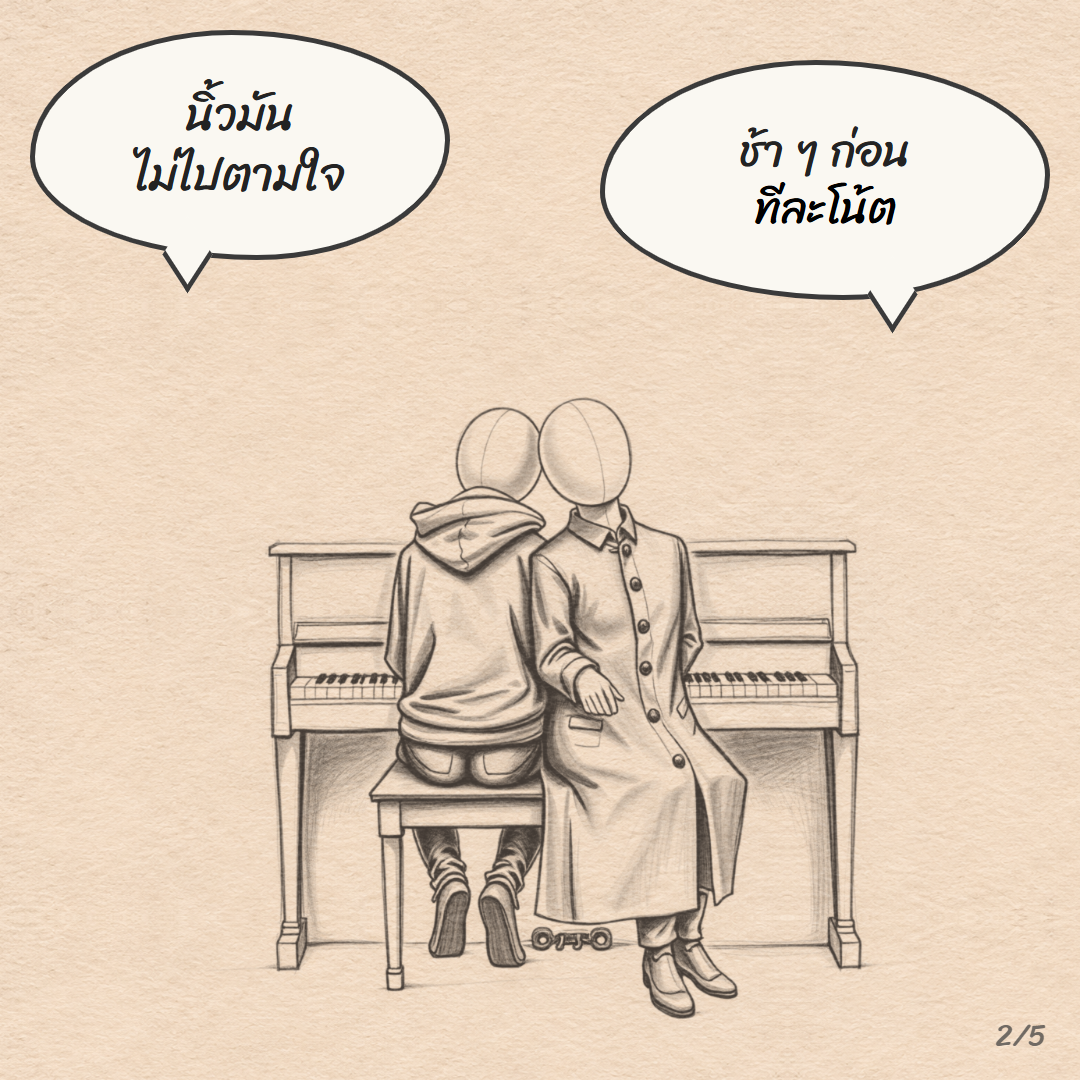 นิ้วมัน
ไม่ไปตามใจ
ช้า ๆ ก่อน
ทีละโน้ต
2/5